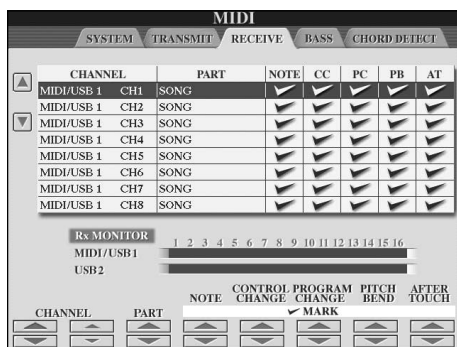 MIDI
SYSTEM TRANSMIT RECEIVE BASS CHORD DETECT
CHANNEL PART NOTE CC PC PB AT
MIDI/USB 1 CH1 SONG
MIDI/USB 1 CH2 SONG
MIDI/USB 1 CH3 SONG
MIDI/USB 1 CH4 SONG
MIDI/USB 1 CH5 SONG
MIDI/USB 1 CH6 SONG
MIDI/USB 1 CH7 SONG
MIDI/USB 1 CH8 SONG
Rx MONITOR 1 2 3 4 5 6 7 8 9 10 11 12 13 14 15 16
MIDI/USB1
USB2
CHANNEL PART NOTE CONTROL CHANGE PROGRAM CHANGE PITCH BEND AFTER TOUCH
MARK